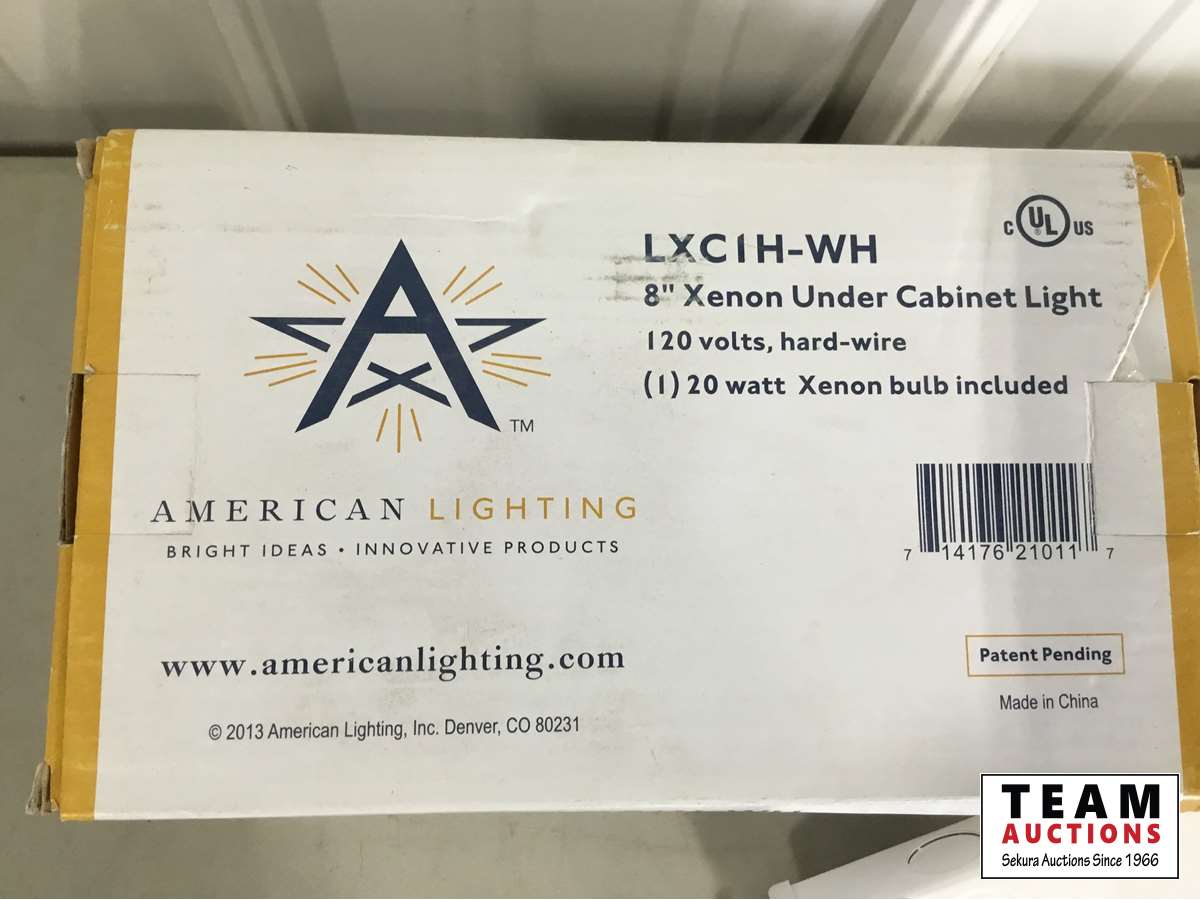 LXC1H-WH
C UL® US
8" Xenon Under Cabinet Light
120 volts, hard-wire
(1) 20 watt Xenon bulb included
A
TM
AMERICAN LIGHTING
BRIGHT IDEAS • INNOVATIVE PRODUCTS
7 14176 21011 7
www.americanlighting.com
Patent Pending
Made in China
© 2013 American Lighting, Inc. Denver, CO 80231
TEAM
AUCTIONS
Sekura Auctions Since 1966